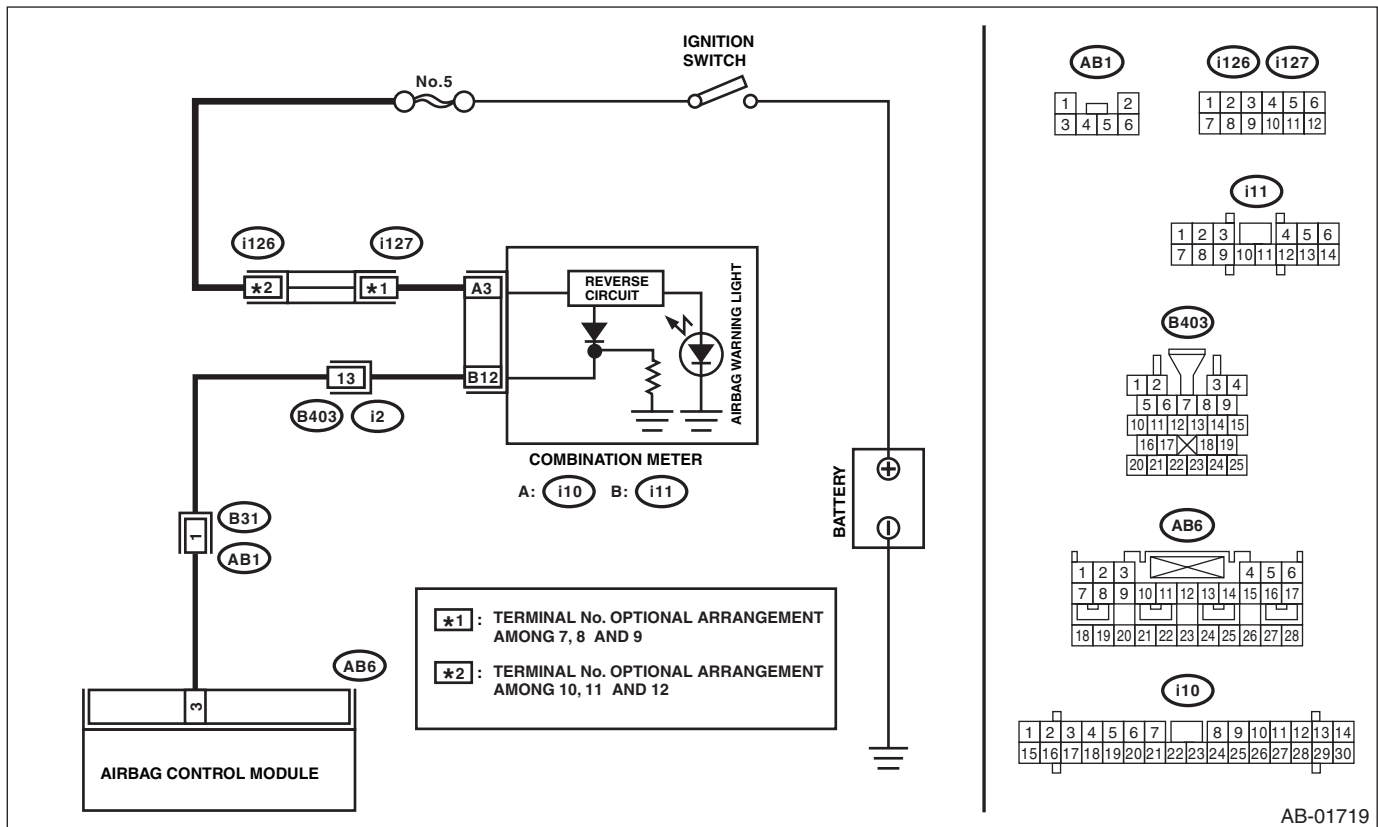 IGNITION
SWITCH
No.5
i126
i127
*2
*1
A3
REVERSE
CIRCUIT
AIRBAG WARNING LIGHT
13
B12
B403
i2
COMBINATION METER
A: i10 B: i11
BATTERY
B31
1
AB1
*1 : TERMINAL No. OPTIONAL ARRANGEMENT
AMONG 7, 8 AND 9
*2 : TERMINAL No. OPTIONAL ARRANGEMENT
AMONG 10, 11 AND 12
AB6
3
AIRBAG CONTROL MODULE
AB1
1 2
3 4 5 6
i126 i127
1 2 3 4 5 6
7 8 9 10 11 12
i11
1 2 3 4 5 6
7 8 9 10 11 12 13 14
B403
1 2 3 4
5 6 7 8 9
10 11 12 13 14 15
16 17 18 19
20 21 22 23 24 25
AB6
1 2 3 4 5 6
7 8 9 10 11 12 13 14 15 16 17
18 19 20 21 22 23 24 25 26 27 28
i10
1 2 3 4 5 6 7 8 9 10 11 12 13 14
15 16 17 18 19 20 21 22 23 24 25 26 27 28 29 30
AB-01719